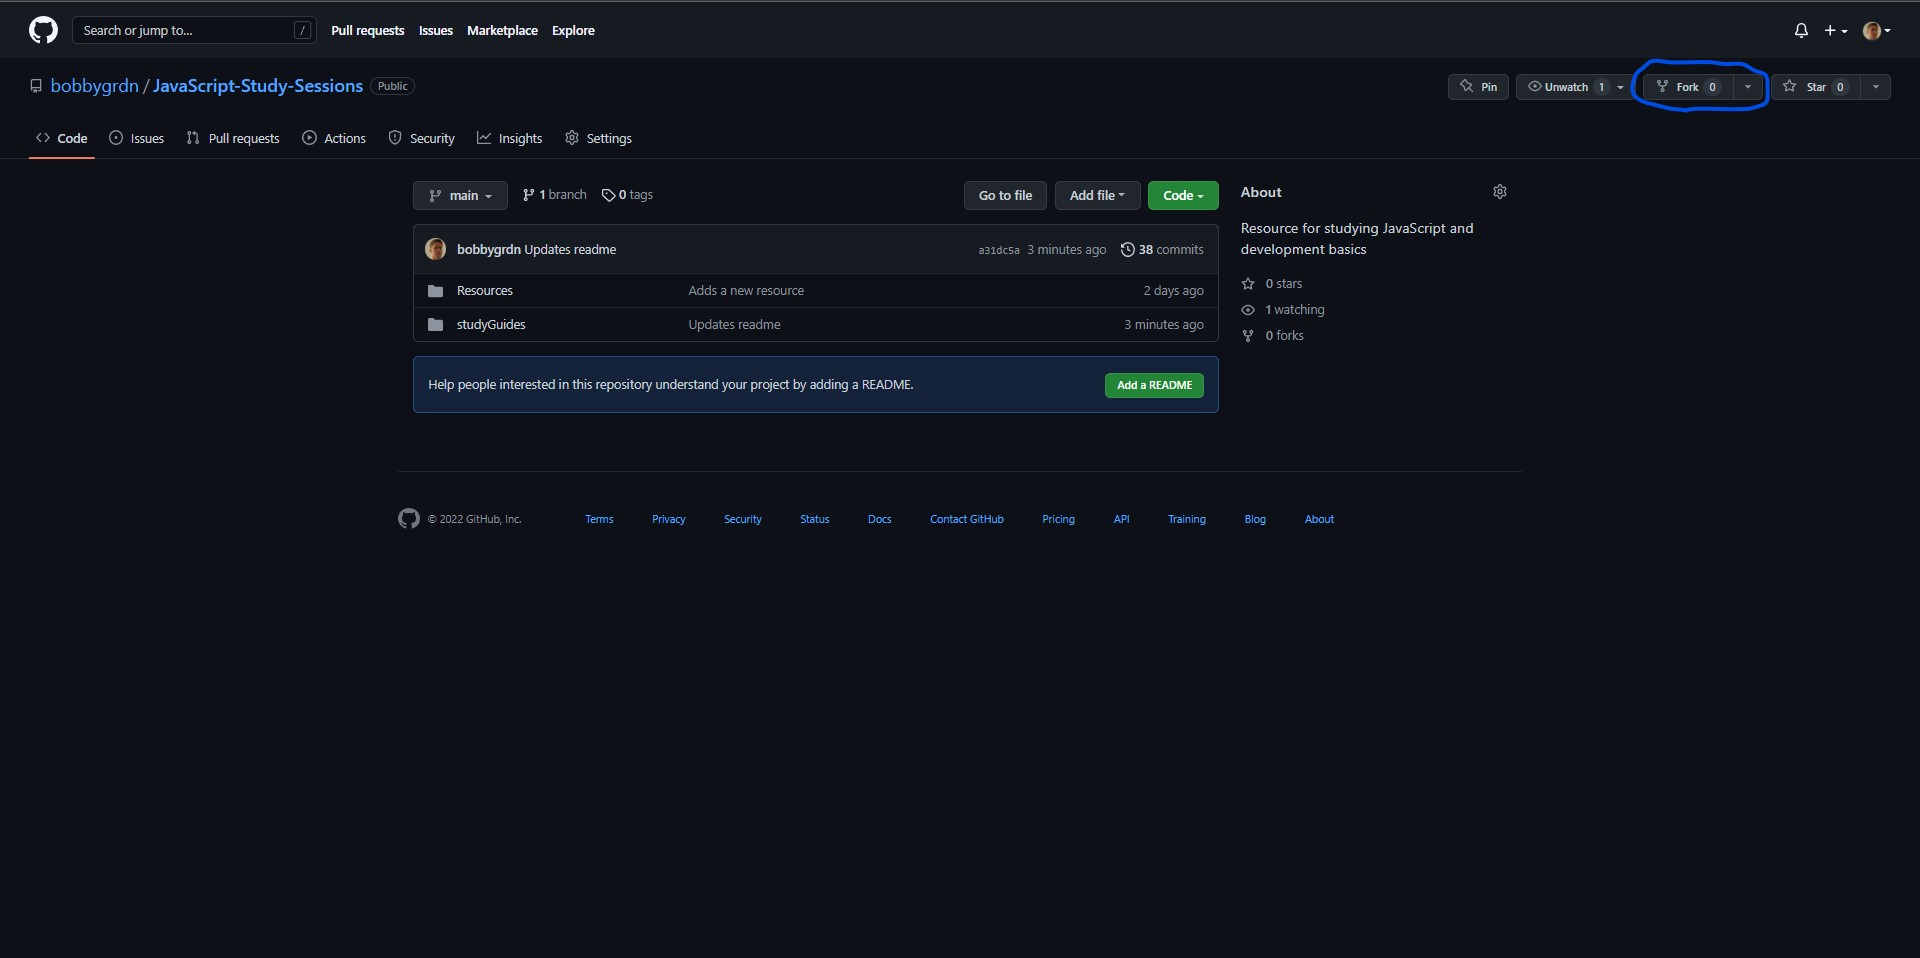 Search or jump to... / Pull requests Issues Marketplace Explore
bobbygrdn / JavaScript-Study-Sessions Public Pin Unwatch 1 Fork 0 Star 0
Code Issues Pull requests Actions Security Insights Settings
main 1 branch 0 tags Go to file Add file Code
bobbygrdn Updates readme a31dc5a 3 minutes ago 38 commits
Resources Adds a new resource 2 days ago
studyGuides Updates readme 3 minutes ago
Help people interested in this repository understand your project by adding a README. Add a README
About
Resource for studying JavaScript and
development basics
0 stars
1 watching
0 forks
© 2022 GitHub, Inc. Terms Privacy Security Status Docs Contact GitHub Pricing API Training Blog About